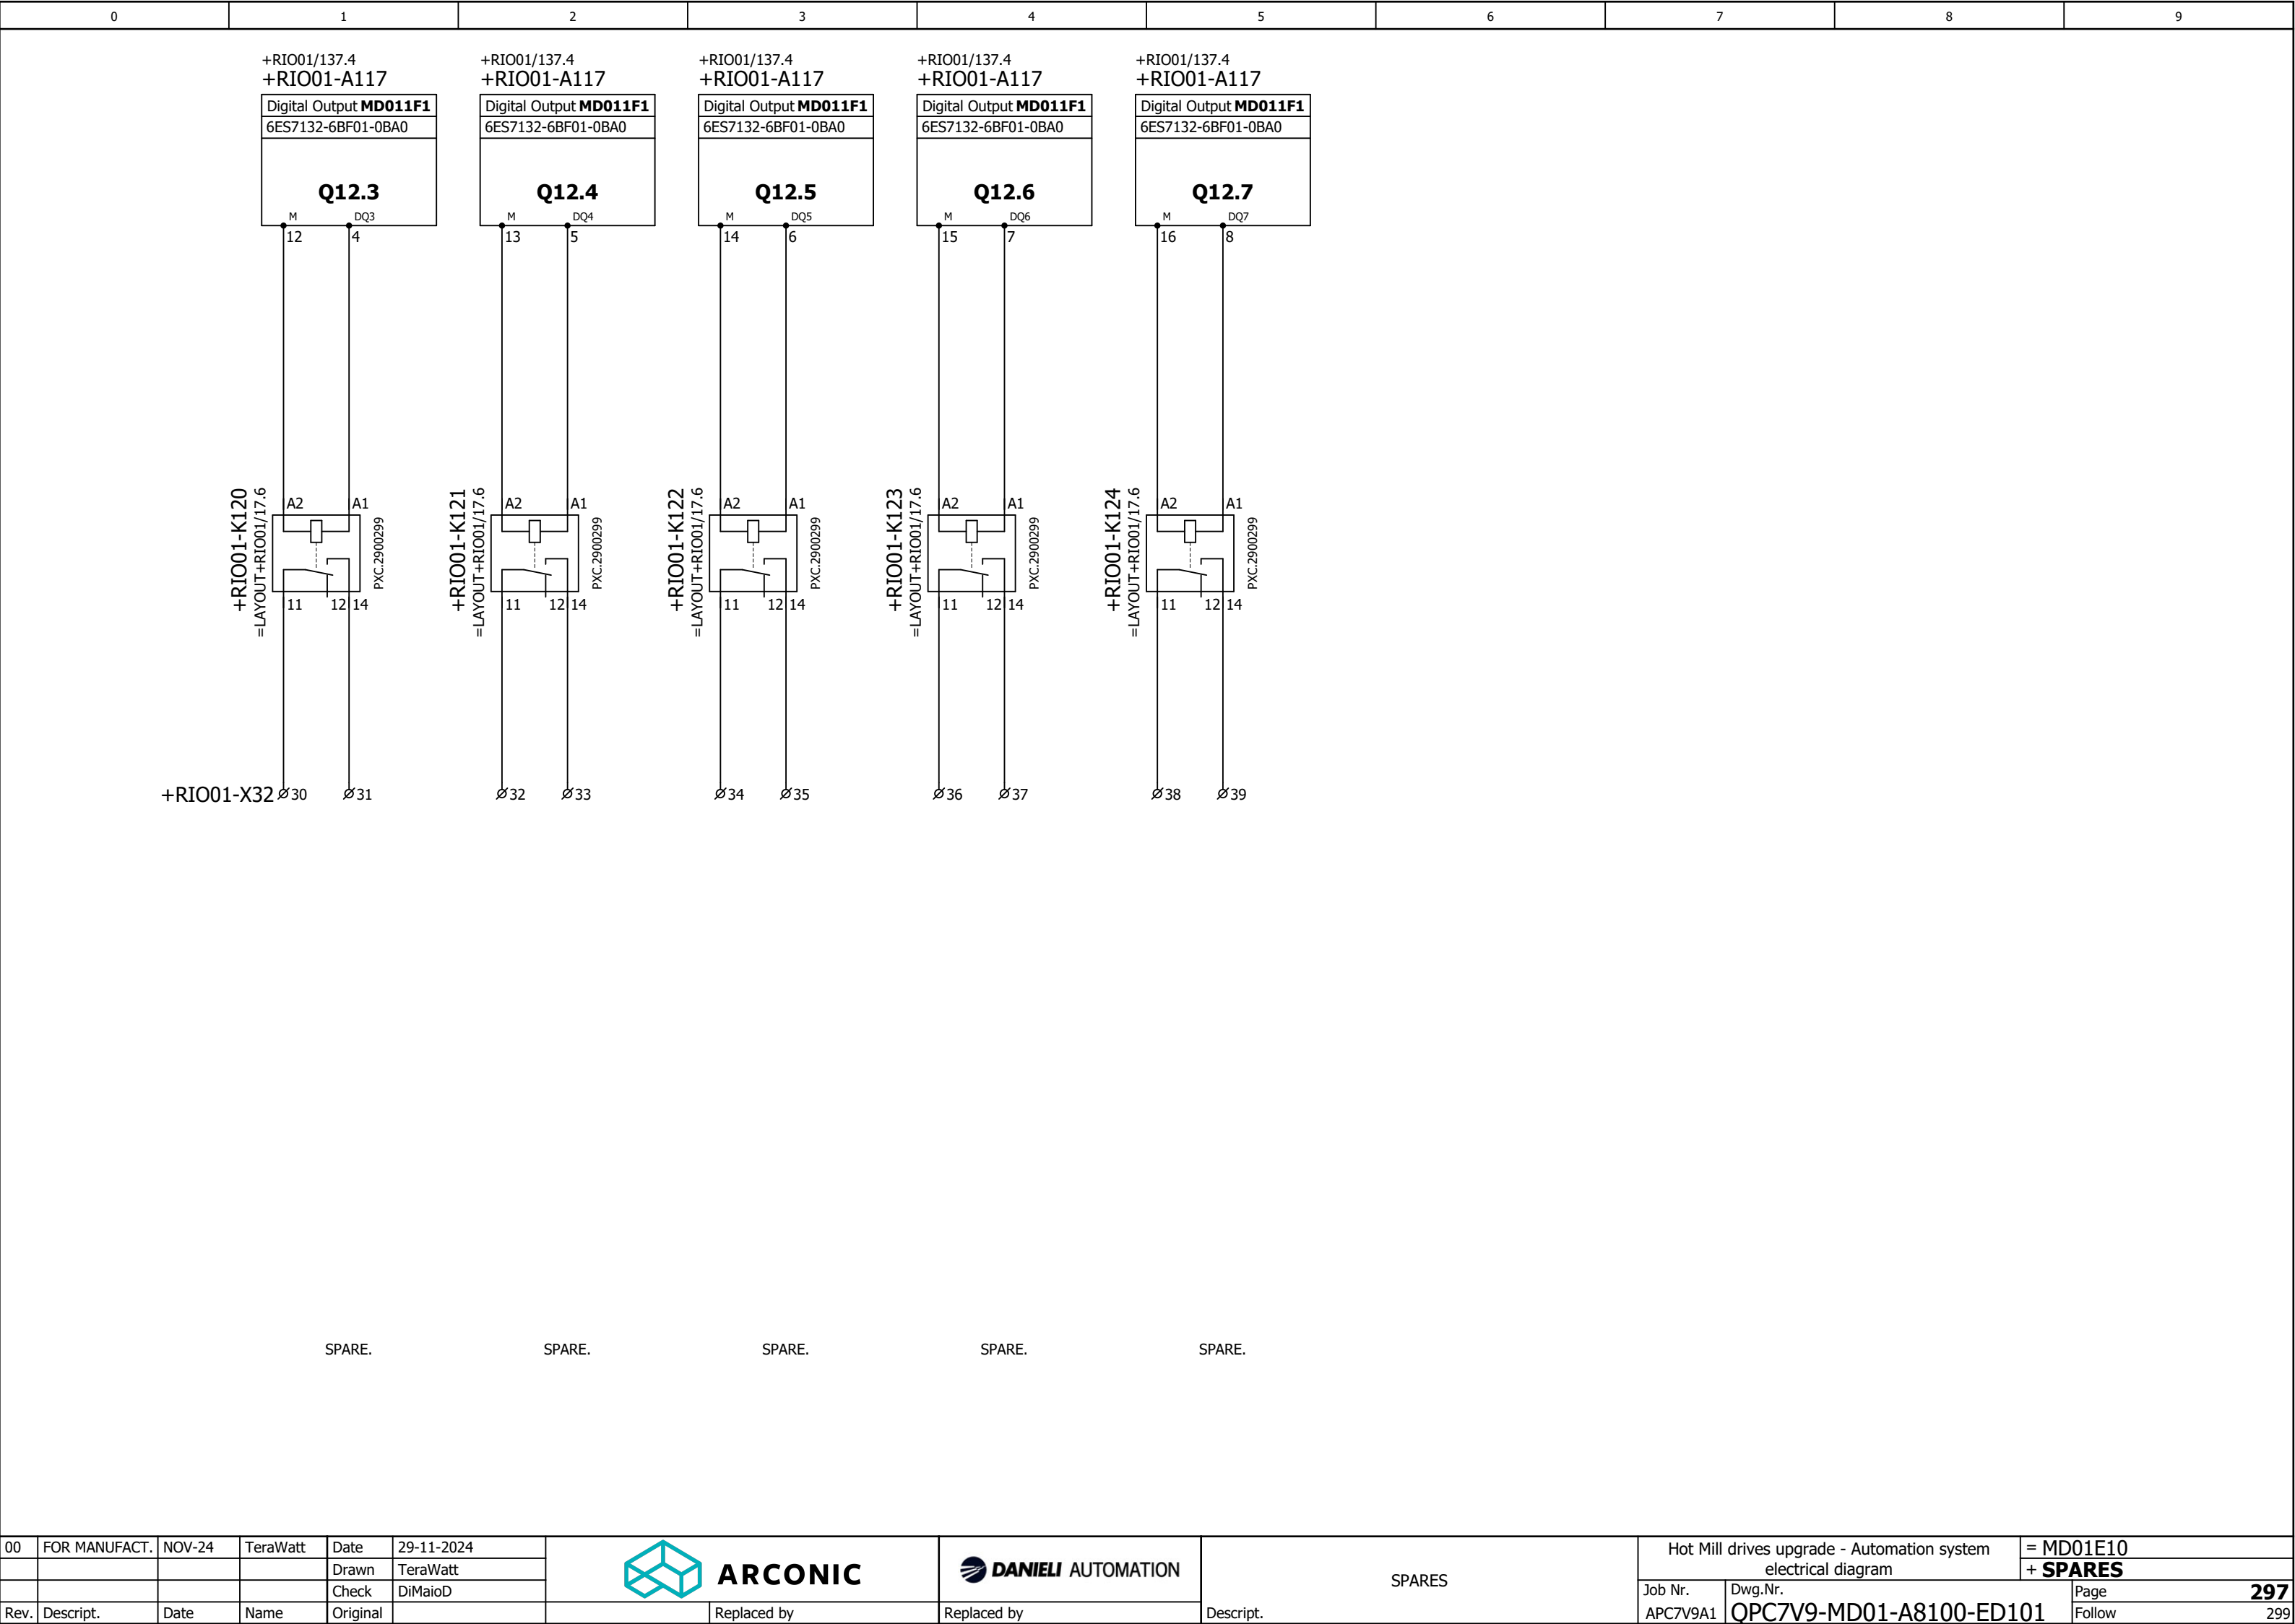 0 1 2 3 4 5 6 7 8 9
+RIO01/137.4 +RIO01/137.4 +RIO01/137.4 +RIO01/137.4 +RIO01/137.4
+RIO01-A117 +RIO01-A117 +RIO01-A117 +RIO01-A117 +RIO01-A117
Digital Output MD011F1 Digital Output MD011F1 Digital Output MD011F1 Digital Output MD011F1 Digital Output MD011F1
6ES7132-6BF01-0BA0 6ES7132-6BF01-0BA0 6ES7132-6BF01-0BA0 6ES7132-6BF01-0BA0 6ES7132-6BF01-0BA0
Q12.3 Q12.4 Q12.5 Q12.6 Q12.7
M DQ3 M DQ4 M DQ5 M DQ6 M DQ7
12 4 13 5 14 6 15 7 16 8
+RIO01-K120 =LAYOUT+RIO01/17.6 +RIO01-K121 =LAYOUT+RIO01/17.6 +RIO01-K122 =LAYOUT+RIO01/17.6 +RIO01-K123 =LAYOUT+RIO01/17.6 +RIO01-K124 =LAYOUT+RIO01/17.6
A2 A1 A2 A1 A2 A1 A2 A1 A2 A1
PXC.2900299 PXC.2900299 PXC.2900299 PXC.2900299 PXC.2900299
11 12 14 11 12 14 11 12 14 11 12 14 11 12 14
+RIO01-X32 30 31 32 33 34 35 36 37 38 39
SPARE. SPARE. SPARE. SPARE. SPARE.
00 FOR MANUFACT. NOV-24 TeraWatt Date 29-11-2024
Drawn TeraWatt
Check DiMaioD
Rev. Descript. Date Name Original
ARCONIC
Replaced by
DANIELI AUTOMATION
Replaced by
SPARES
Descript.
Hot Mill drives upgrade - Automation system
electrical diagram
= MD01E10
+ SPARES
Job Nr. Dwg.Nr. Page 297
APC7V9A1 QPC7V9-MD01-A8100-ED101 Follow 299